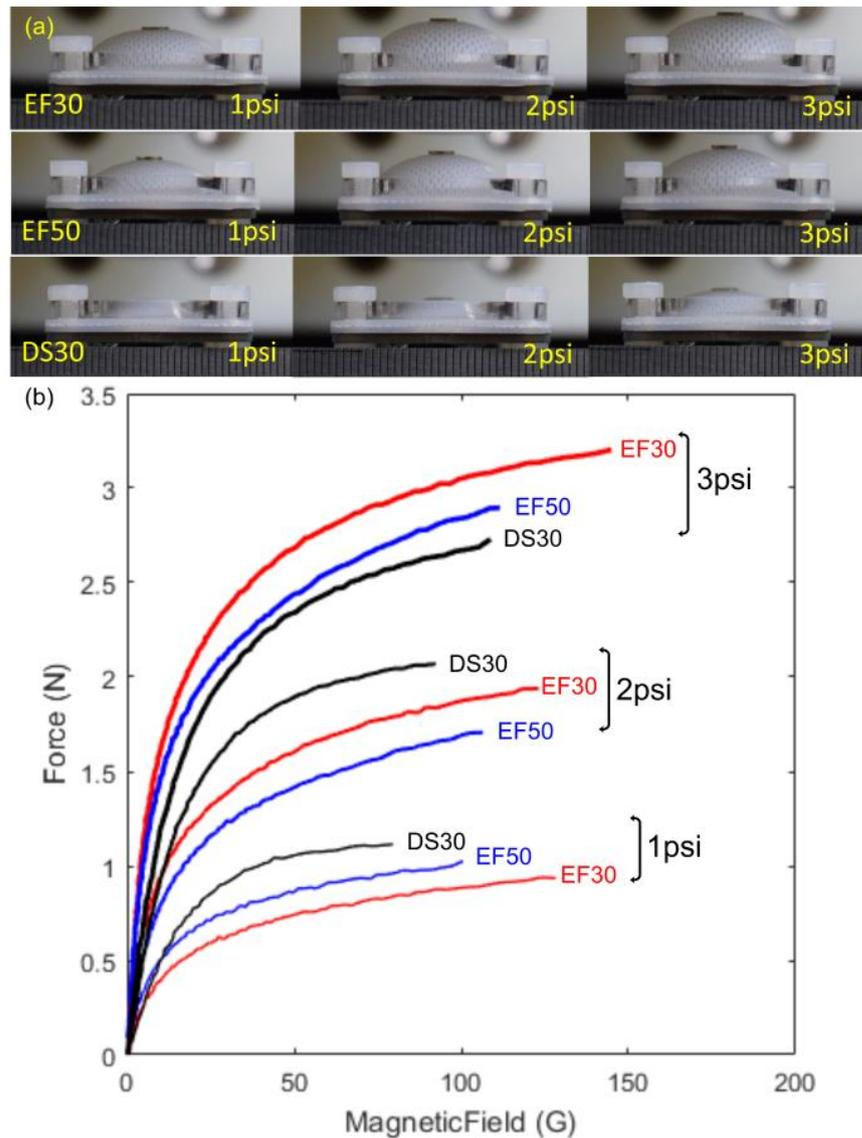 (a)
EF30 1psi 2psi 3psi
EF50 1psi 2psi 3psi
DS30 1psi 2psi 3psi
(b)
3.5
EF30
3psi
3
EF50
DS30
2.5
DS30
2
EF30
2psi
EF50
1.5
DS30
1psi
EF50
1
EF30
0.5
0
0 50 100 150 200
Force (N)
MagneticField (G)